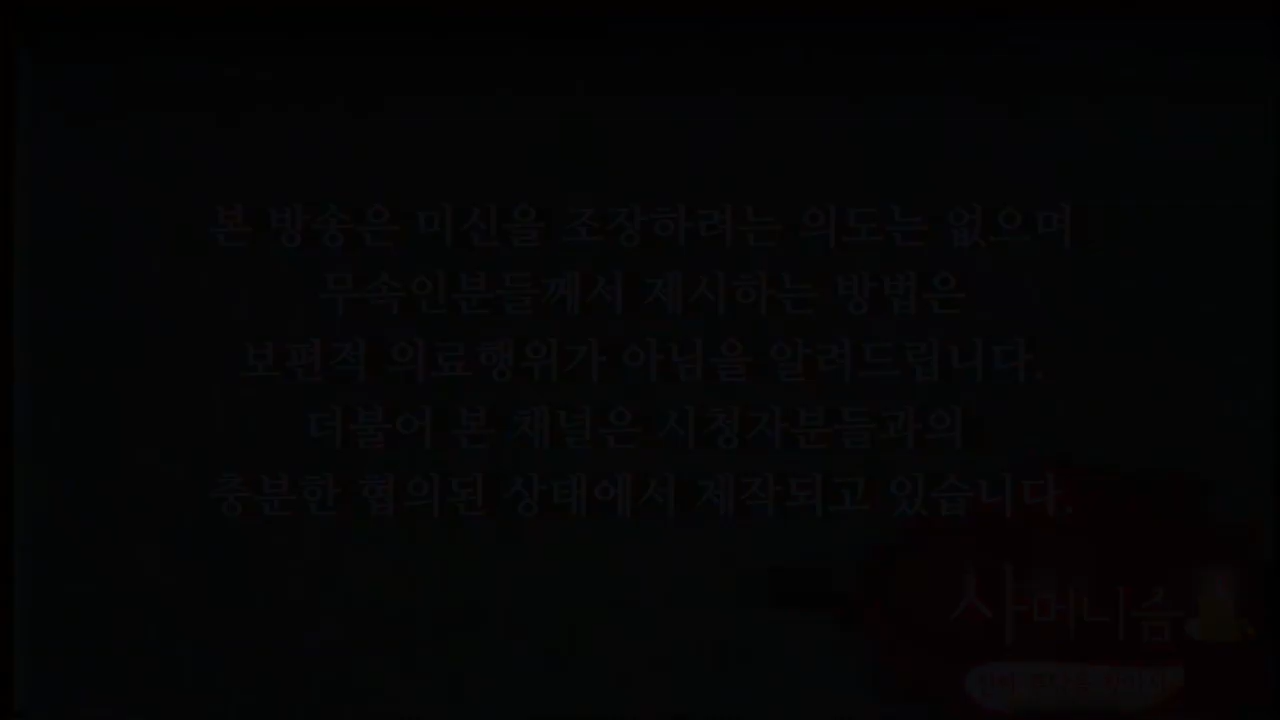 본 방송은 미신을 조장하려는 의도는 없으며
무속인분들께서 제시하는 방법은
보편적 의료행위가 아님을 알려드립니다.
더불어 본 채널은 시청자분들과의
충분한 협의된 상태에서 제작되고 있습니다.
샤머니즘